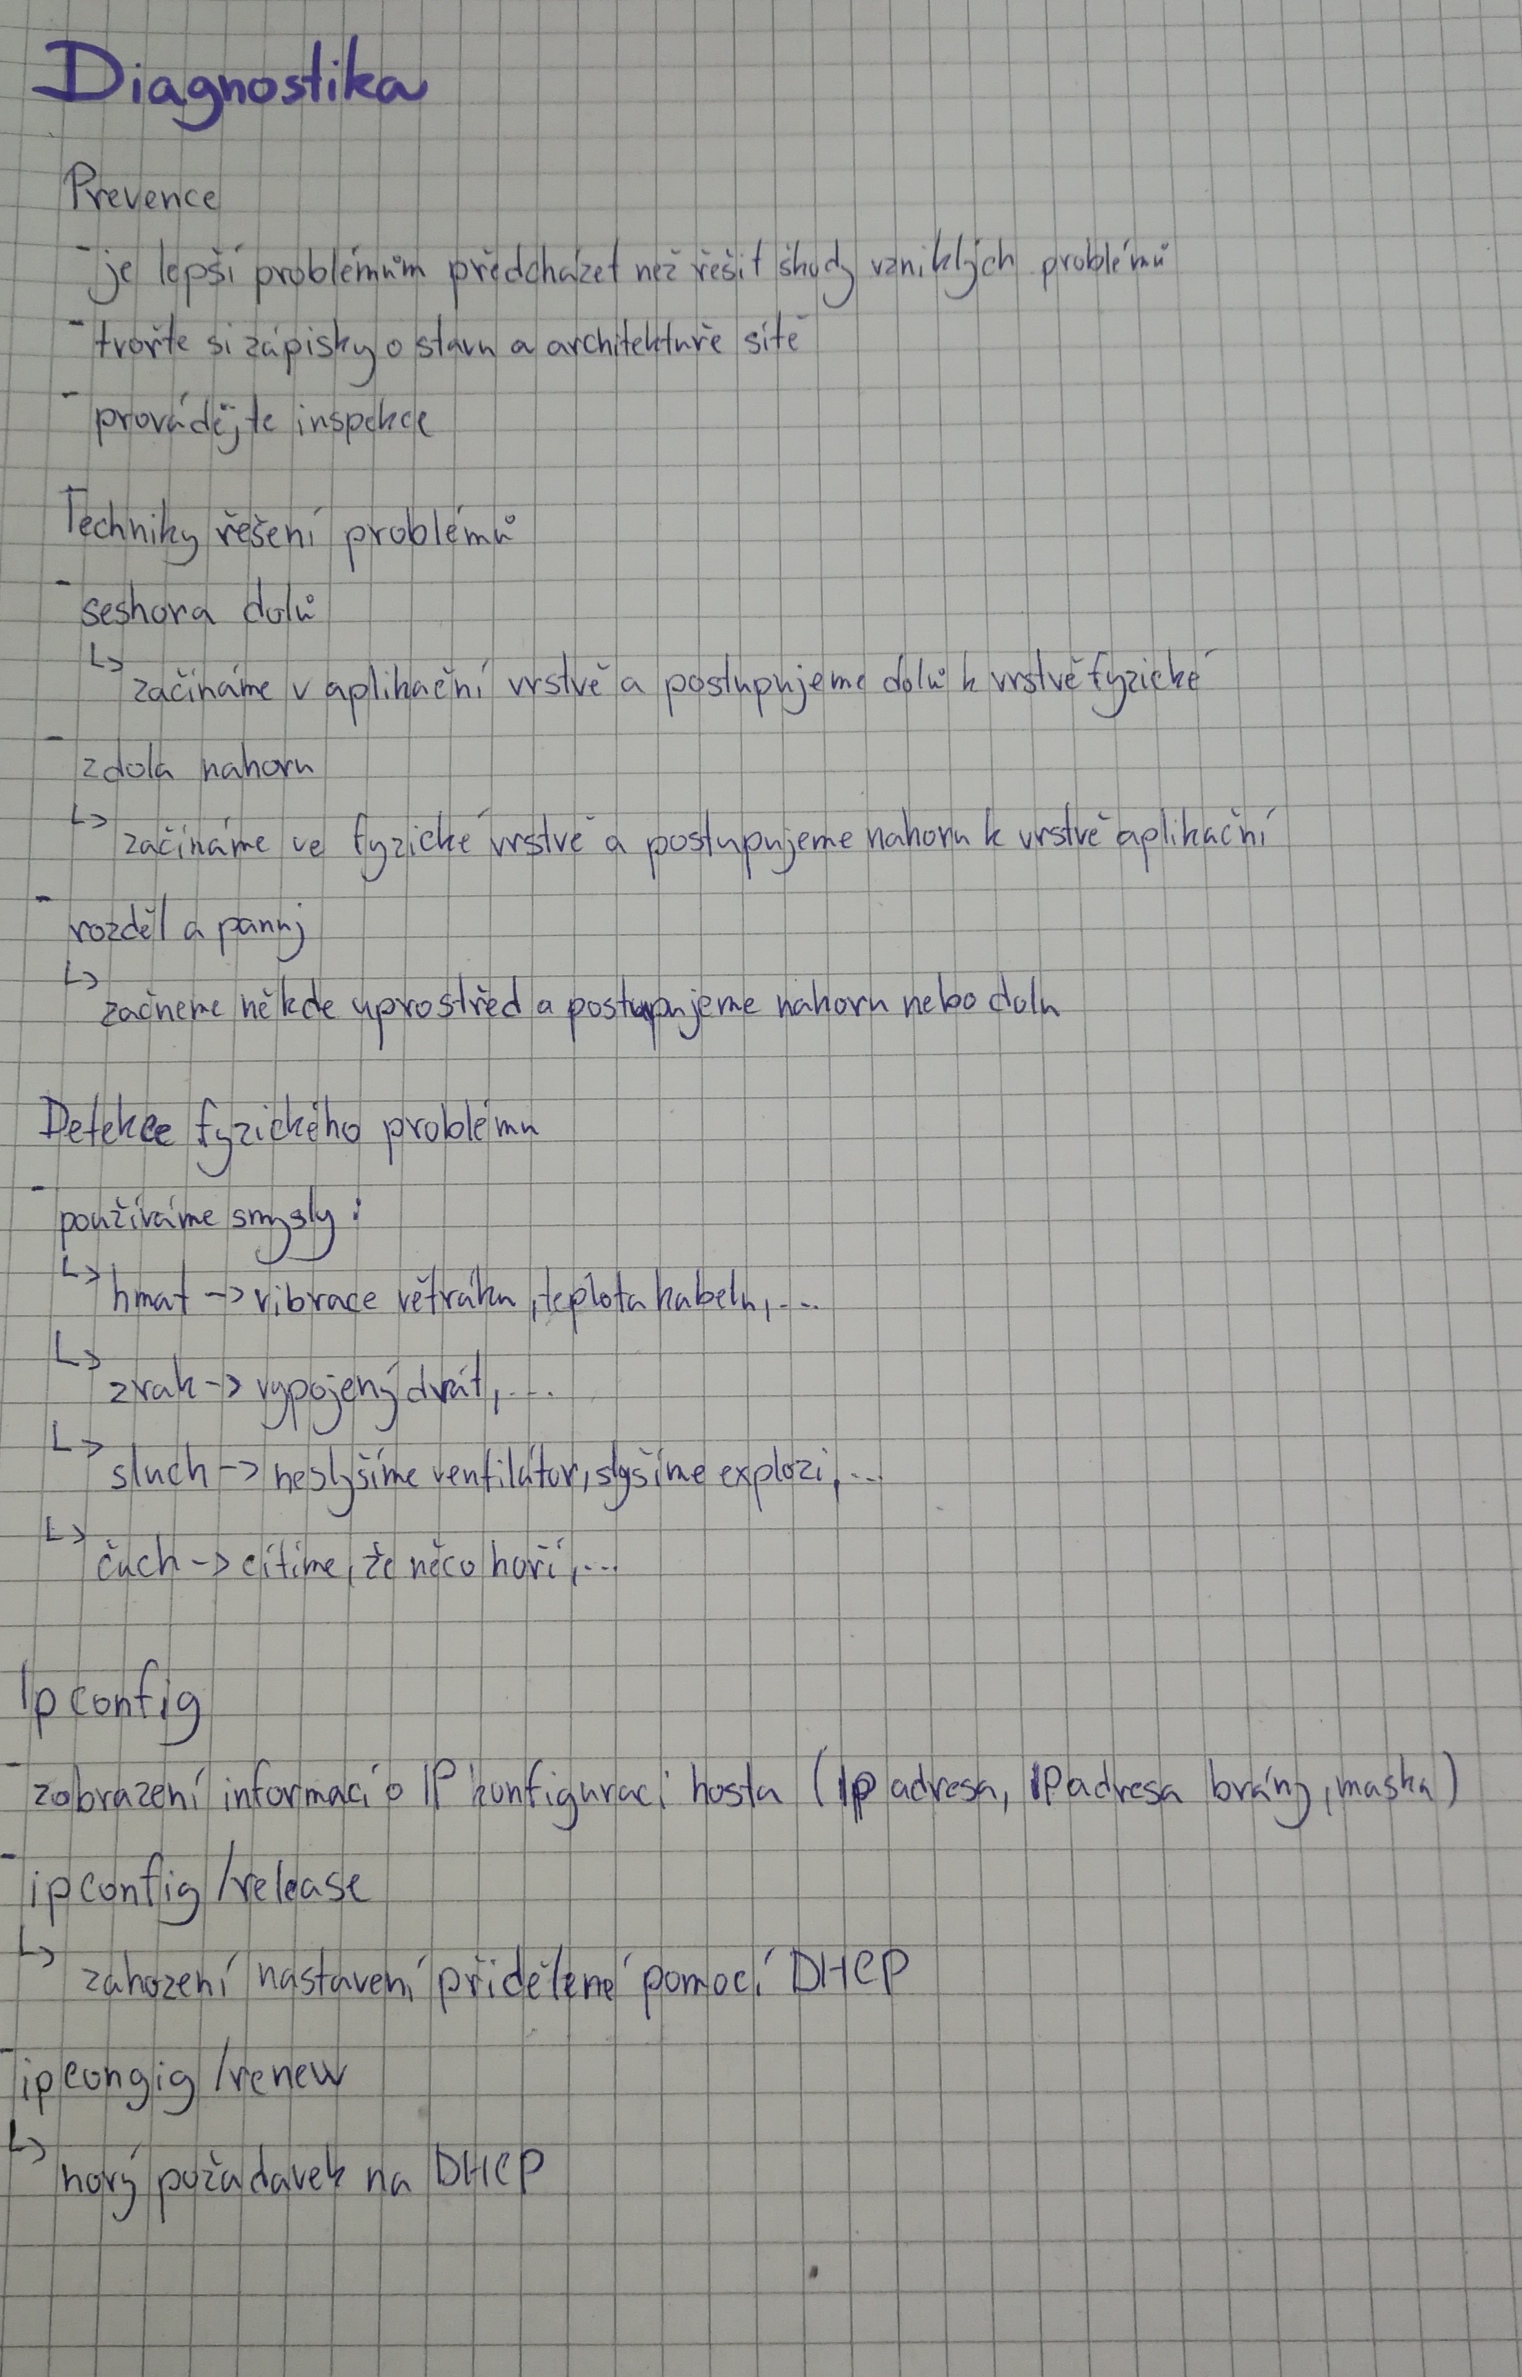 Diagnostika
Prevence
- je lepší problémům předcházet než řešit škody vzniklých problémů
- tvořte si zápisky o stavu a architektuře sítě
- provádějte inspekce
Techniky řešení problémů
- seshora dolů
↳ začínáme v aplikační vrstvě a postupujeme dolů k vrstvě fyzické
- zdola nahoru
↳ začínáme ve fyzické vrstvě a postupujeme nahoru k vrstvě aplikační
- rozděl a panuj
↳ začneme někde uprostřed a postupujeme nahoru nebo dolu
Detekce fyzického problému
- používáme smysly:
↳ hmat -> vibrace větráku, teplota kabelu, ...
↳ zrak -> vypojený drát, ...
↳ sluch -> neslyšíme ventilátor, slyšíme explozi, ...
↳ čuch -> cítíme, že něco hoří, ...
Ipconfig
- zobrazení informací o IP konfiguraci hosta (Ip adresa, IP adresa brány, maska)
- ipconfig /release
↳ zahození nastavení přidělené pomocí DHCP
- ipcongig /renew
↳ nový požadavek na DHCP